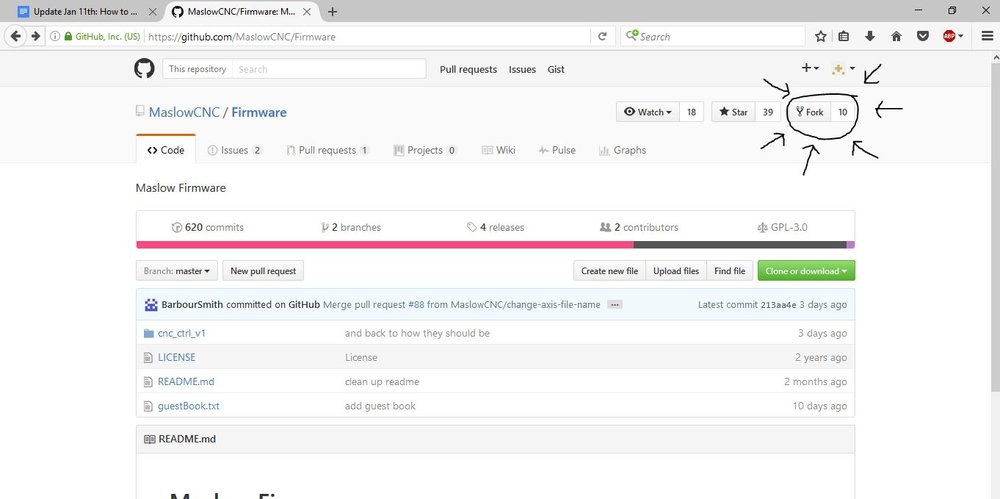 Update Jan 11th: How to
MaslowCNC/Firmware: M...
GitHub, Inc. (US) https://github.com/MaslowCNC/Firmware
Search
ABP
This repository Search
Pull requests Issues Gist
MaslowCNC / Firmware
Watch 18 Star 39 Fork 10
Code Issues 2 Pull requests 1 Projects 0 Wiki Pulse Graphs
Maslow Firmware
620 commits 2 branches 4 releases 2 contributors GPL-3.0
Branch: master New pull request Create new file Upload files Find file Clone or download
BarbourSmith committed on GitHub Merge pull request #88 from MaslowCNC/change-axis-file-name ... Latest commit 213aa4e 3 days ago
cnc_ctrl_v1 and back to how they should be 3 days ago
LICENSE License 2 years ago
README.md clean up readme 2 months ago
guestBook.txt add guest book 10 days ago
README.md